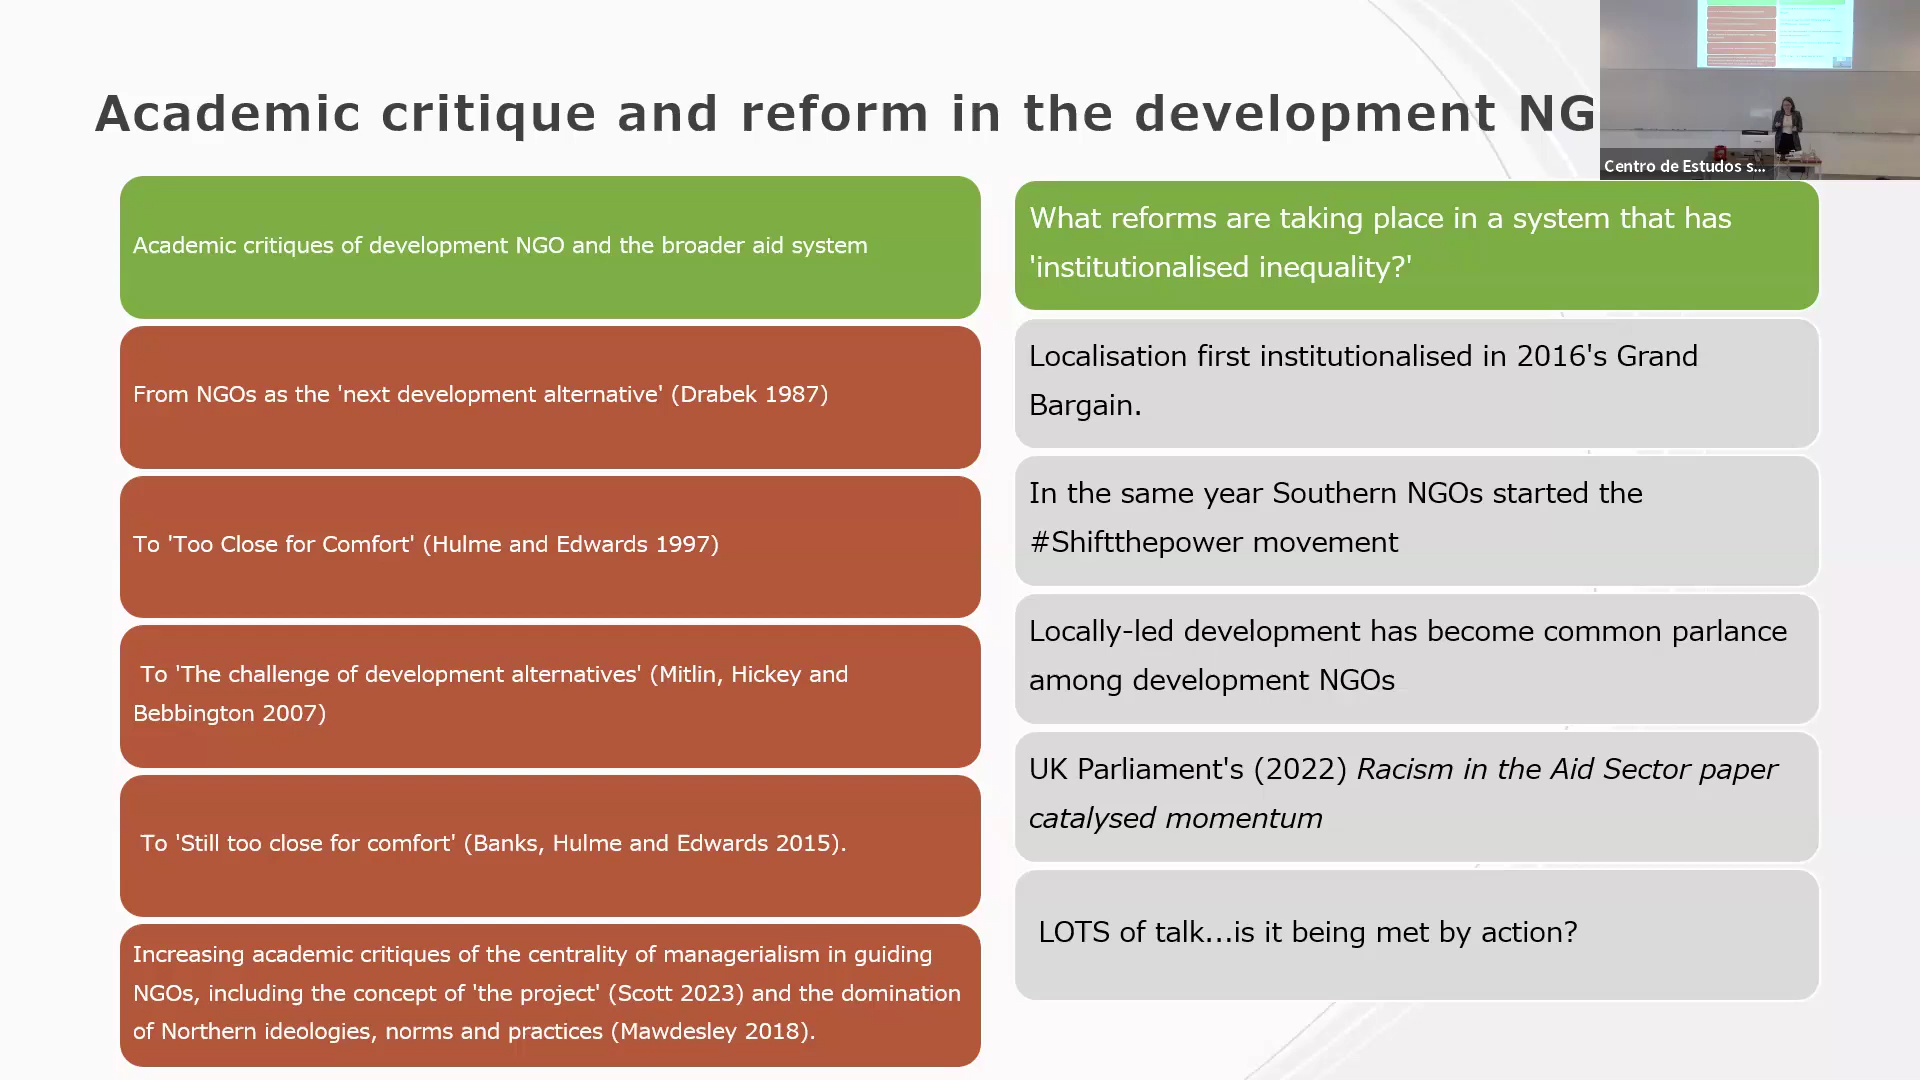 Academic critique and reform in the development NG
Centro de Estudos s...
Academic critiques of development NGO and the broader aid system
From NGOs as the 'next development alternative' (Drabek 1987)
To 'Too Close for Comfort' (Hulme and Edwards 1997)
To 'The challenge of development alternatives' (Mitlin, Hickey and
Bebbington 2007)
To 'Still too close for comfort' (Banks, Hulme and Edwards 2015).
Increasing academic critiques of the centrality of managerialism in guiding
NGOs, including the concept of 'the project' (Scott 2023) and the domination
of Northern ideologies, norms and practices (Mawdesley 2018).
What reforms are taking place in a system that has
'institutionalised inequality?'
Localisation first institutionalised in 2016's Grand
Bargain.
In the same year Southern NGOs started the
#Shiftthepower movement
Locally-led development has become common parlance
among development NGOs
UK Parliament's (2022) Racism in the Aid Sector paper
catalysed momentum
LOTS of talk...is it being met by action?